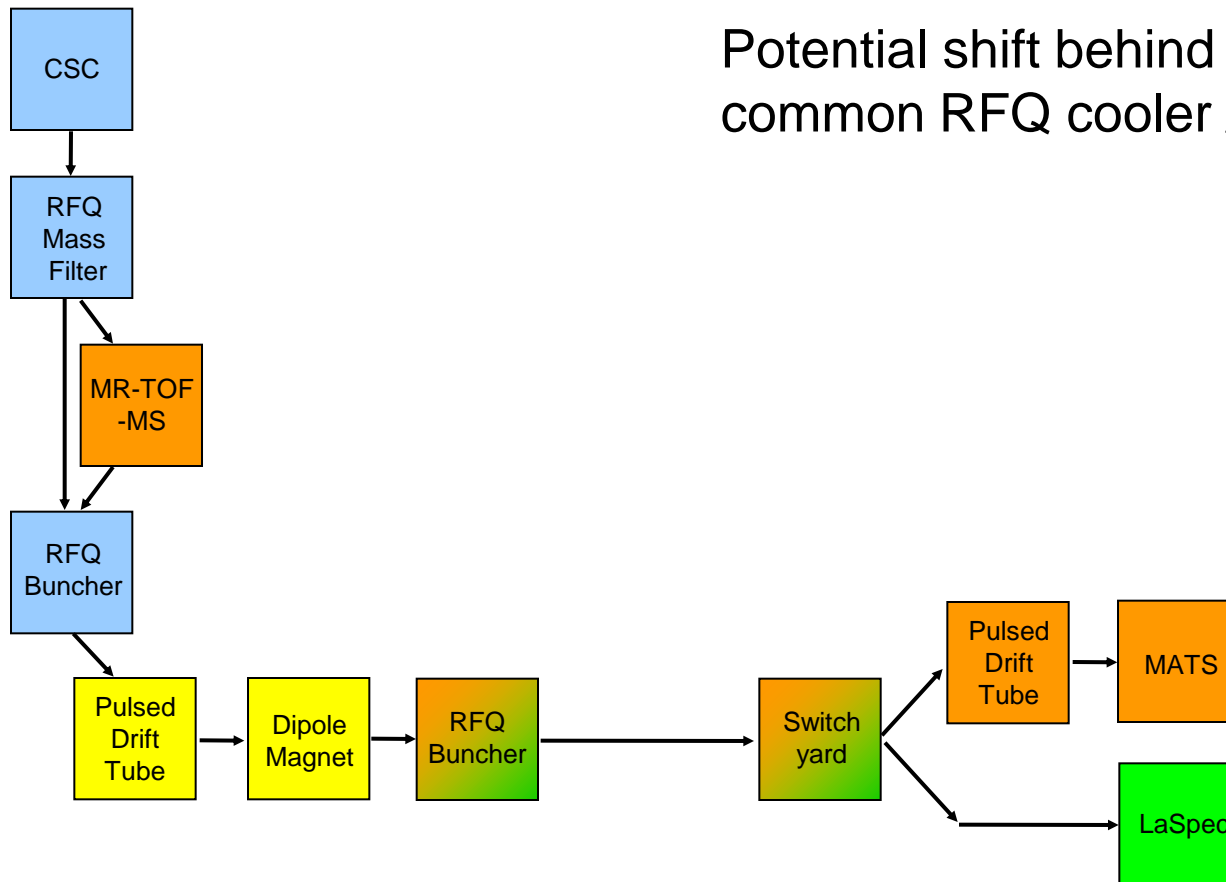 Potential shift behind
common RFQ cooler
CSC
RFQ
Mass
Filter
MR-TOF
-MS
RFQ
Buncher
Pulsed
Drift
Tube
Dipole
Magnet
RFQ
Buncher
Switch
yard
Pulsed
Drift
Tube
MATS
LaSpec